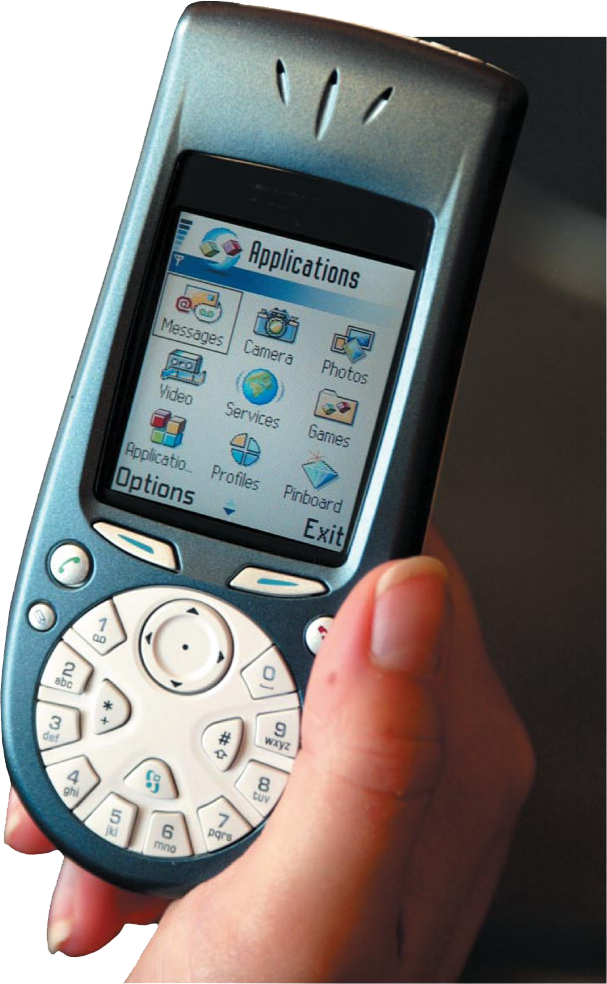 Applications
Messages
Camera
Photos
Video
Services
Games
Applicatio..
Profiles
Pinboard
Options
Exit
1
2
abc
3
def
4
ghi
5
jkl
6
mno
7
pqrs
8
tuv
9
wxyz
0
*
+
#